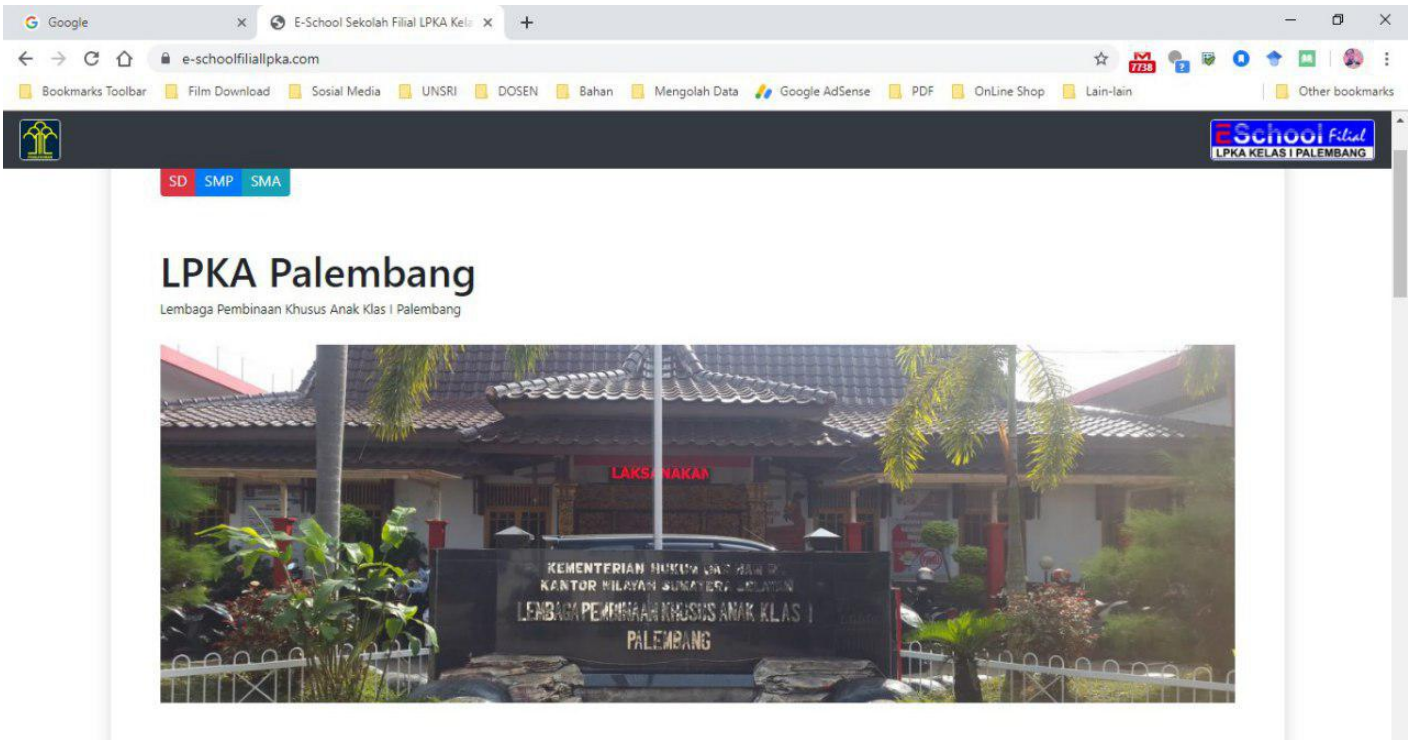 Google
E-School Sekolah Filial LPKA Kela
e-schoolfiliallpka.com
7738
Bookmarks Toolbar
Film Download
Sosial Media
UNSRI
DOSEN
Bahan
Mengolah Data
Google AdSense
PDF
OnLine Shop
Lain-lain
Other bookmarks
ESchool Filial
LPKA KELAS I PALEMBANG
SD SMP SMA
LPKA Palembang
Lembaga Pembinaan Khusus Anak Klas I Palembang
LAKSANAKAN
KEMENTERIAN HUKUM DAN HAM R
KANTOR WILAYAH SUMATERA SELATAN
LEMBAGA PEMBINAAN KHUSUS ANAK KLAS I
PALEMBANG